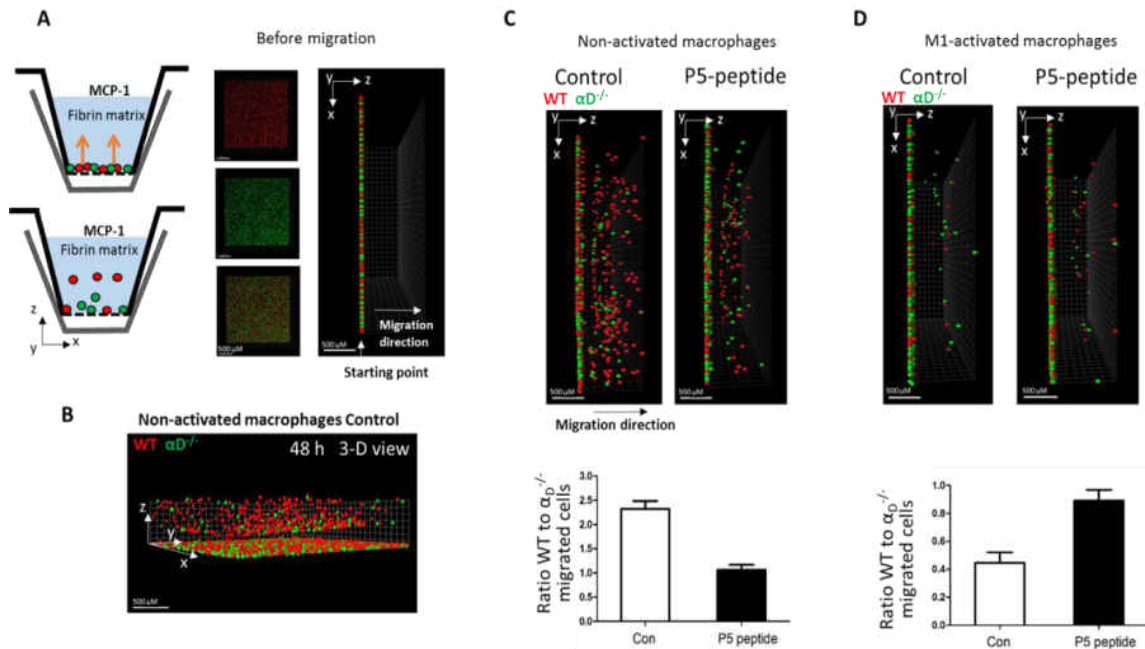 A
Before migration
MCP-1
Fibrin matrix
MCP-1
Fibrin matrix
z
y
x
y
z
x
Migration
direction
500 µM
Starting point
B
Non-activated macrophages Control
WT αD⁻/⁻
48 h 3-D view
z
y
x
500 µM
C
Non-activated macrophages
Control
P5-peptide
WT αD⁻/⁻
y
z
x
y
z
x
500 µM
500 µM
Migration direction
Ratio WT to αD⁻/⁻
migrated cells
3.0
2.5
2.0
1.5
1.0
0.5
0.0
Con
P5 peptide
D
M1-activated macrophages
Control
P5-peptide
WT αD⁻/⁻
y
z
x
y
z
x
500 µM
500 µM
Ratio WT to αD⁻/⁻
migrated cells
1.0
0.8
0.6
0.4
0.2
0.0
Con
P5 peptide